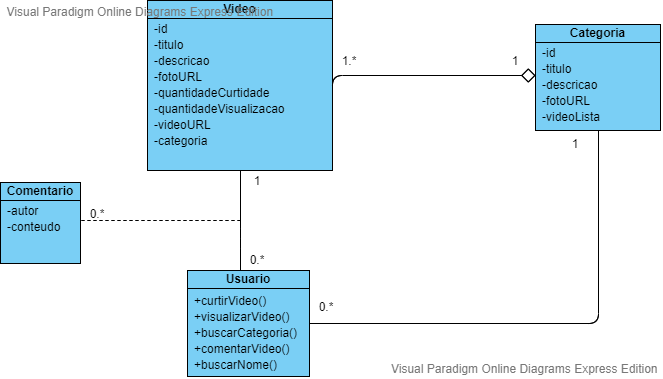 Visual Paradigm Online Diagrams Express Edition
Video
-id
-titulo
-descricao
-fotoURL
-quantidadeCurtidade
-quantidadeVisualizacao
-videoURL
-categoria
1.*
1
Categoria
-id
-titulo
-descricao
-fotoURL
-videoLista
1
1
Comentario
-autor
-conteudo
0.*
0.*
Usuario
+curtirVideo()
+visualizarVideo()
+buscarCategoria()
+comentarVideo()
+buscarNome()
0.*
Visual Paradigm Online Diagrams Express Edition